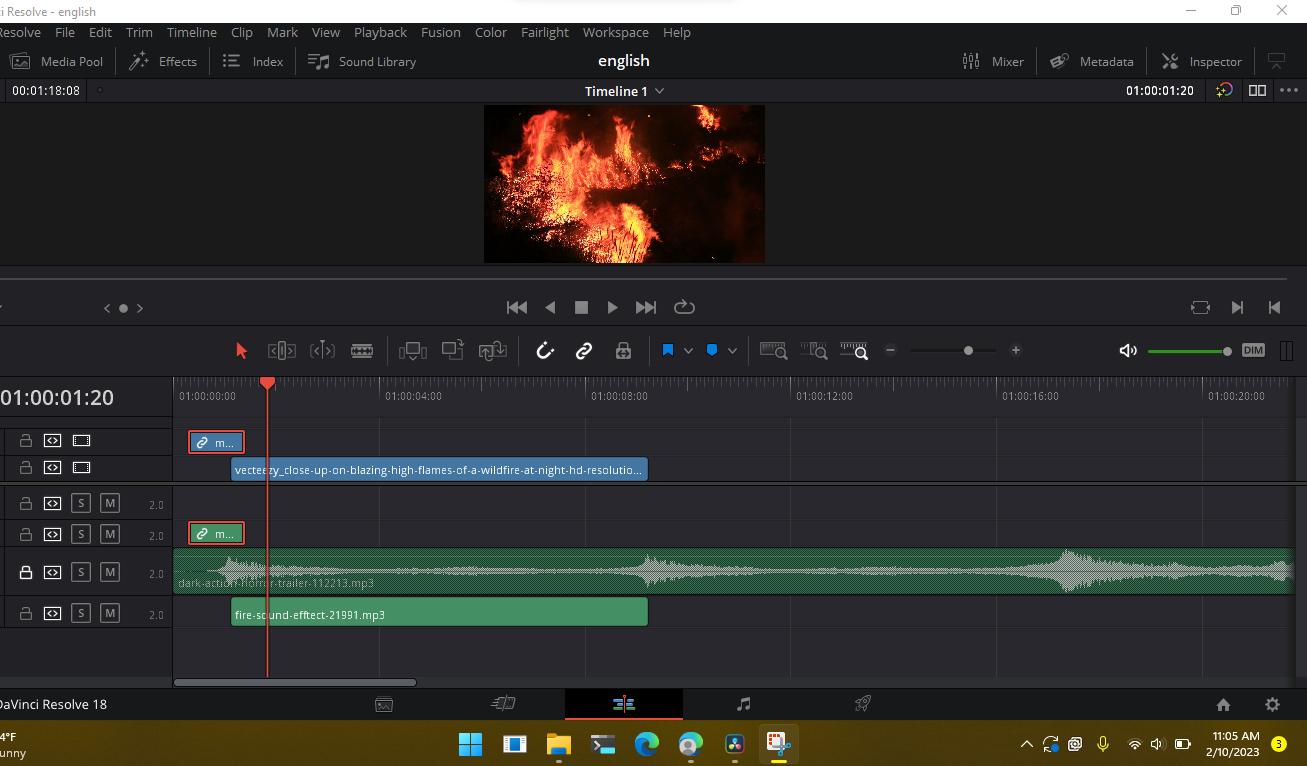 i Resolve - english
Resolve File Edit Trim Timeline Clip Mark View Playback Fusion Color Fairlight Workspace Help
Media Pool Effects Index Sound Library english Mixer Metadata Inspector
00:01:18:08 Timeline 1 01:00:01:20
DIM
01:00:01:20 01:00:00:00 01:00:04:00 01:00:08:00 01:00:12:00 01:00:16:00 01:00:20:00
m...
vecteezy_close-up-on-blazing-high-flames-of-a-wildfire-at-night-hd-resolutio...
S M 2.0
S M 2.0 m...
S M 2.0
dark-action-horror-trailer-112213.mp3
S M 2.0 fire-sound-efftect-21991.mp3
DaVinci Resolve 18
4°F
unny
11:05 AM
2/10/2023
3